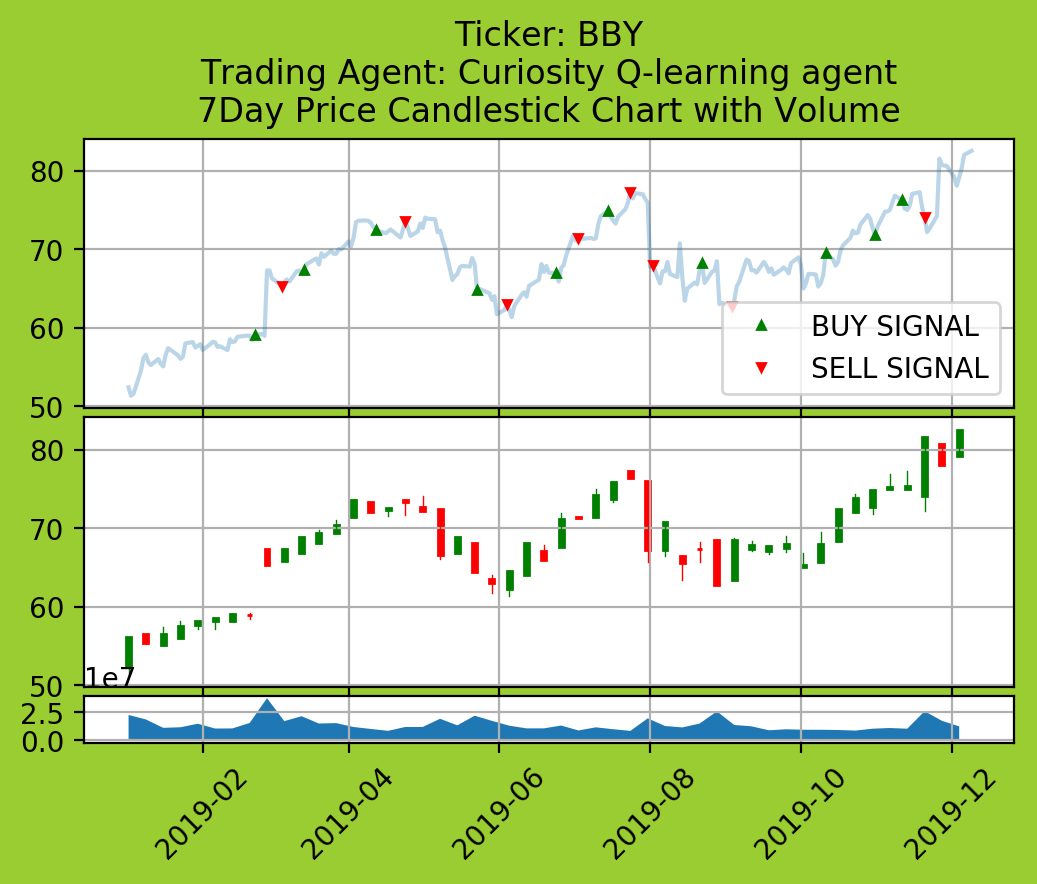 Ticker: BBY
Trading Agent: Curiosity Q-learning agent
7Day Price Candlestick Chart with Volume
80
70
60
50
BUY SIGNAL
SELL SIGNAL
80
70
60
50
1e7
2.5
0.0
2019-02
2019-04
2019-06
2019-08
2019-10
2019-12